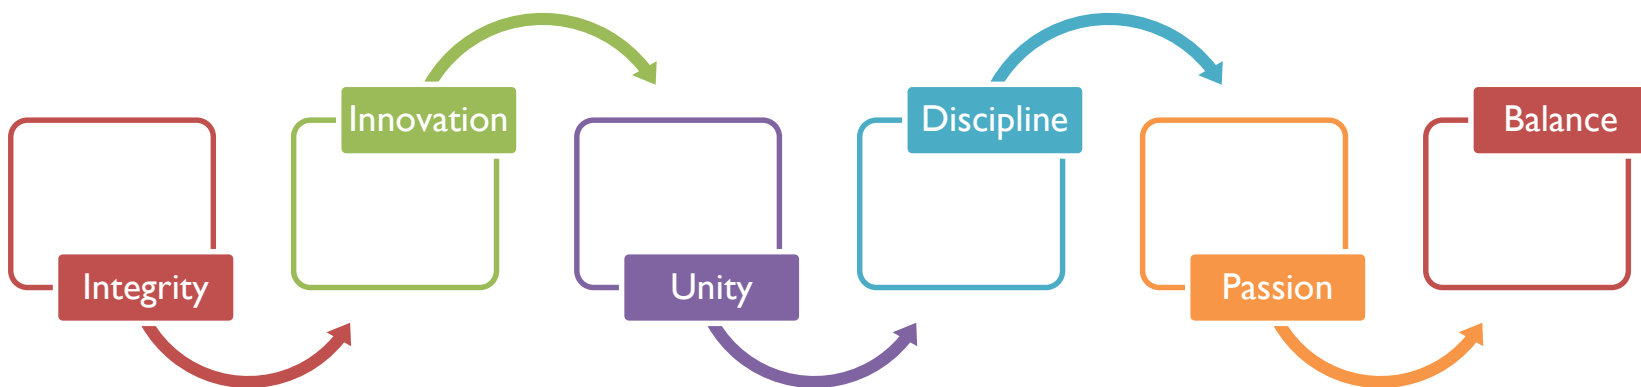 Integrity
Innovation
Unity
Discipline
Passion
Balance